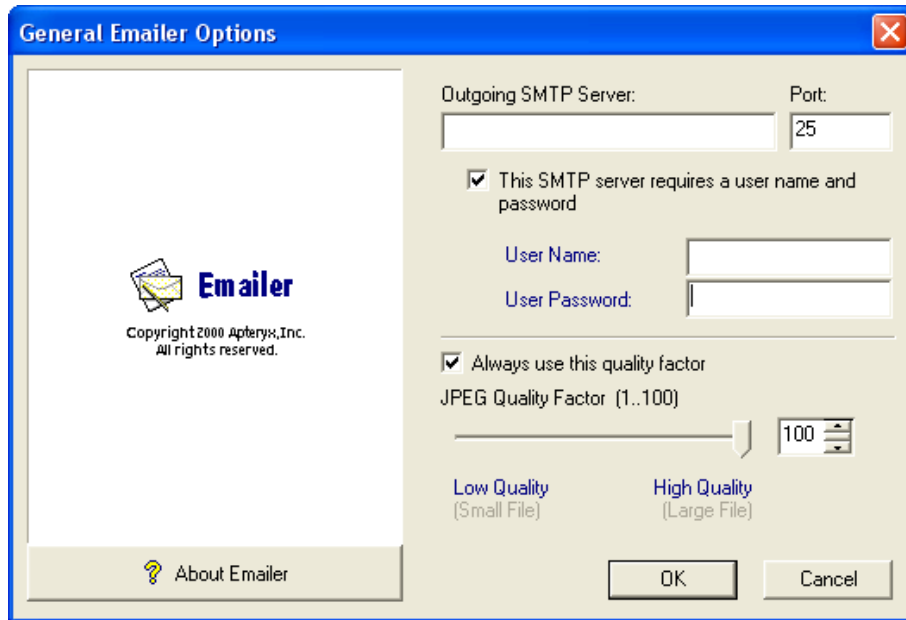 General Emailer Options
Outgoing SMTP Server: Port:
25
This SMTP server requires a user name and
password
User Name:
User Password:
Emailer
Copyright 2000 Apteryx,Inc.
All rights reserved.
Always use this quality factor
JPEG Quality Factor (1..100)
100
Low Quality High Quality
(Small File) (Large File)
About Emailer
OK Cancel